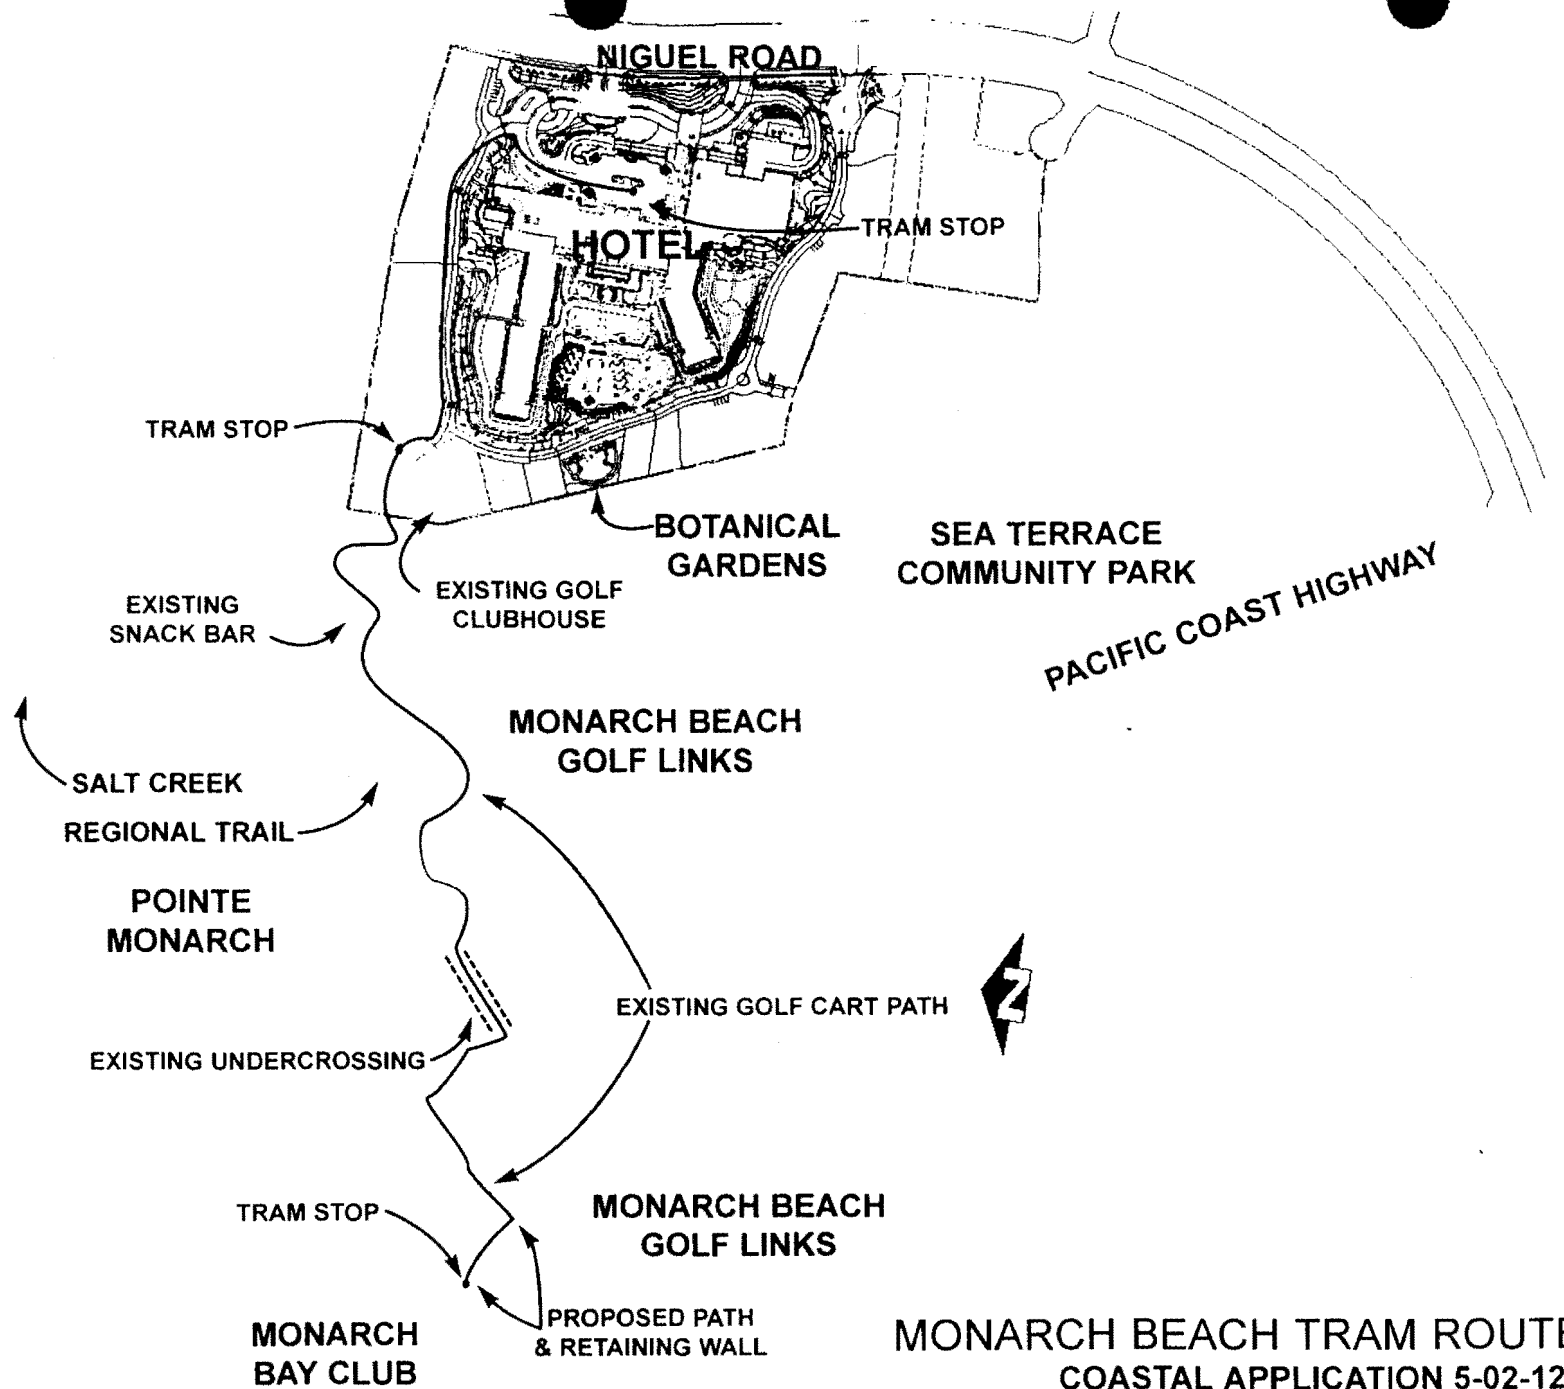 NIGUEL ROAD
TRAM STOP
HOTEL
TRAM STOP
BOTANICAL
GARDENS
SEA TERRACE
COMMUNITY PARK
PACIFIC COAST HIGHWAY
EXISTING GOLF
CLUBHOUSE
EXISTING
SNACK BAR
MONARCH BEACH
GOLF LINKS
SALT CREEK
REGIONAL TRAIL
POINTE
MONARCH
N
EXISTING GOLF CART PATH
EXISTING UNDERCROSSING
TRAM STOP
MONARCH BEACH
GOLF LINKS
PROPOSED PATH
& RETAINING WALL
MONARCH
BAY CLUB
MONARCH BEACH TRAM ROUTE
COASTAL APPLICATION 5-02-12